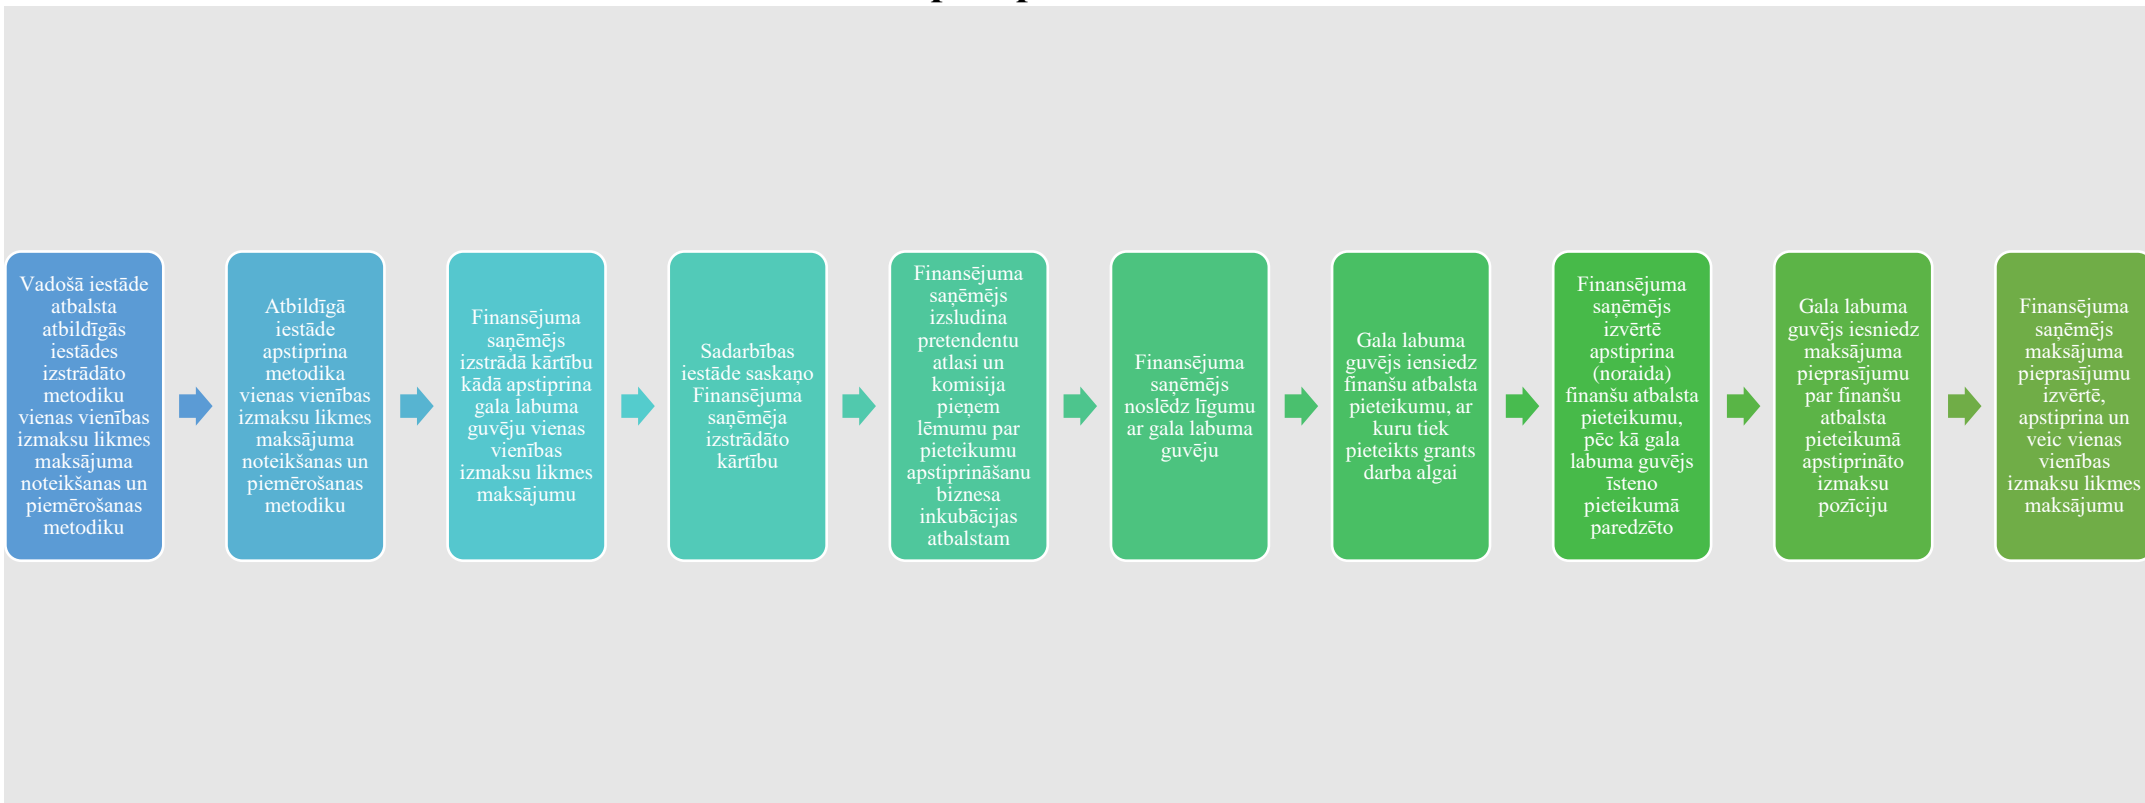 Vadošā iestāde
atbalsta
atbildīgās
iestādes
izstrādāto
metodiku
vienas vienības
izmaksu likmes
maksājuma
noteikšanas un
piemērošanas
metodiku
Atbildīgā
iestāde
apstiprina
metodika
vienas vienības
izmaksu likmes
maksājuma
noteikšanas un
piemērošanas
metodiku
Finansējuma
saņēmējs
izstrādā kārtību
kādā apstiprina
gala labuma
guvēju vienas
vienības
izmaksu likmes
maksājumu
Sadarbības
iestāde saskaņo
Finansējuma
saņēmēja
izstrādāto
kārtību
Finansējuma
saņēmējs
izsludina
pretendentu
atlasi un
komisija
pieņem
lēmumu par
pieteikumu
apstiprināšanu
biznesa
inkubācijas
atbalstam
Finansējuma
saņēmējs
noslēdz līgumu
ar gala labuma
guvēju
Gala labuma
guvējs iensiedz
finanšu atbalsta
pieteikumu, ar
kuru tiek
pieteikts grants
darba algai
Finansējuma
saņēmējs
izvērtē
apstiprina
(noraida)
finanšu atbalsta
pieteikumu,
pēc kā gala
labuma guvējs
īsteno
pieteikumā
paredzēto
Gala labuma
guvējs iesniedz
maksājuma
pieprasījumu
par finanšu
atbalsta
pieteikumā
apstiprināto
izmaksu
pozīciju
Finansējuma
saņēmējs
maksājuma
pieprasījumu
izvērtē,
apstiprina un
veic vienas
vienības
izmaksu likmes
maksājumu